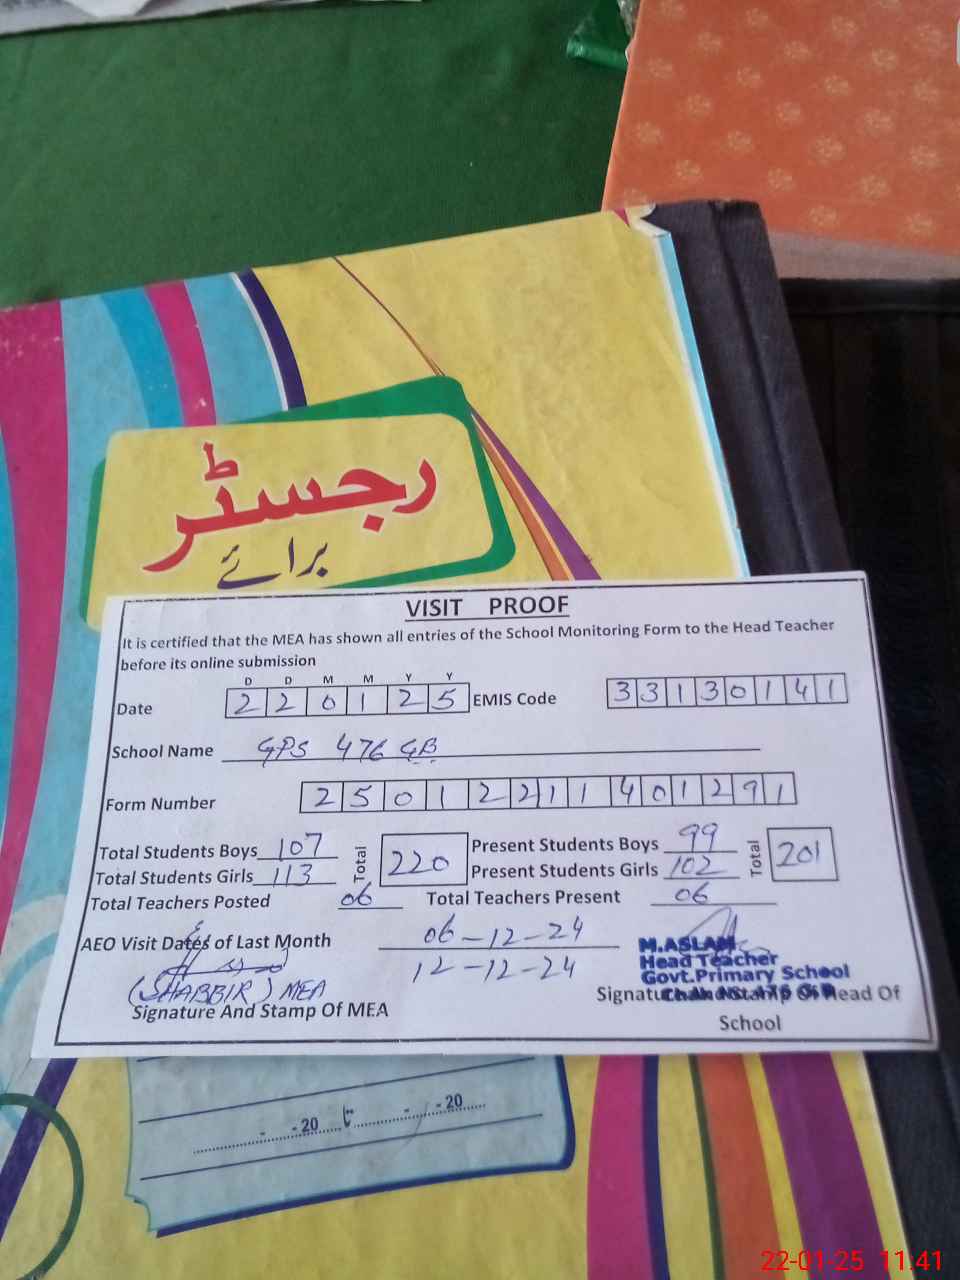 رجسٹر
برائے
VISIT PROOF
It is certified that the MEA has shown all entries of the School Monitoring Form to the Head Teacher
before its online submission
D D M M Y Y
Date 2 2 0 1 2 5 EMIS Code 3 3 1 3 0 1 4 1
School Name GPS 476 GB
Form Number 2 5 0 1 2 2 1 1 4 0 1 2 9 1
Total Students Boys 107 Total 220 Present Students Boys 99 Total 201
Total Students Girls 113 Present Students Girls 102
Total Teachers Posted 06 Total Teachers Present 06
AEO Visit Dates of Last Month 06-12-24
12-12-24
M.ASLAM
Head Teacher
Govt.Primary School
(SHABBIR) MEA
Signature And Stamp Of MEA
Signature And Stamp Of Head Of
School
- -20 تا - -20
22-01-25 11:41